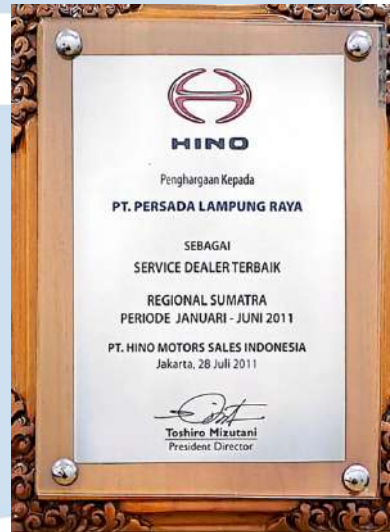 HINO
Penghargaan Kepada
PT. PERSADA LAMPUNG RAYA
SEBAGAI
SERVICE DEALER TERBAIK
REGIONAL SUMATRA
PERIODE JANUARI - JUNI 2011
PT. HINO MOTORS SALES INDONESIA
Jakarta, 28 Juli 2011
Toshiro Mizutani
President Director